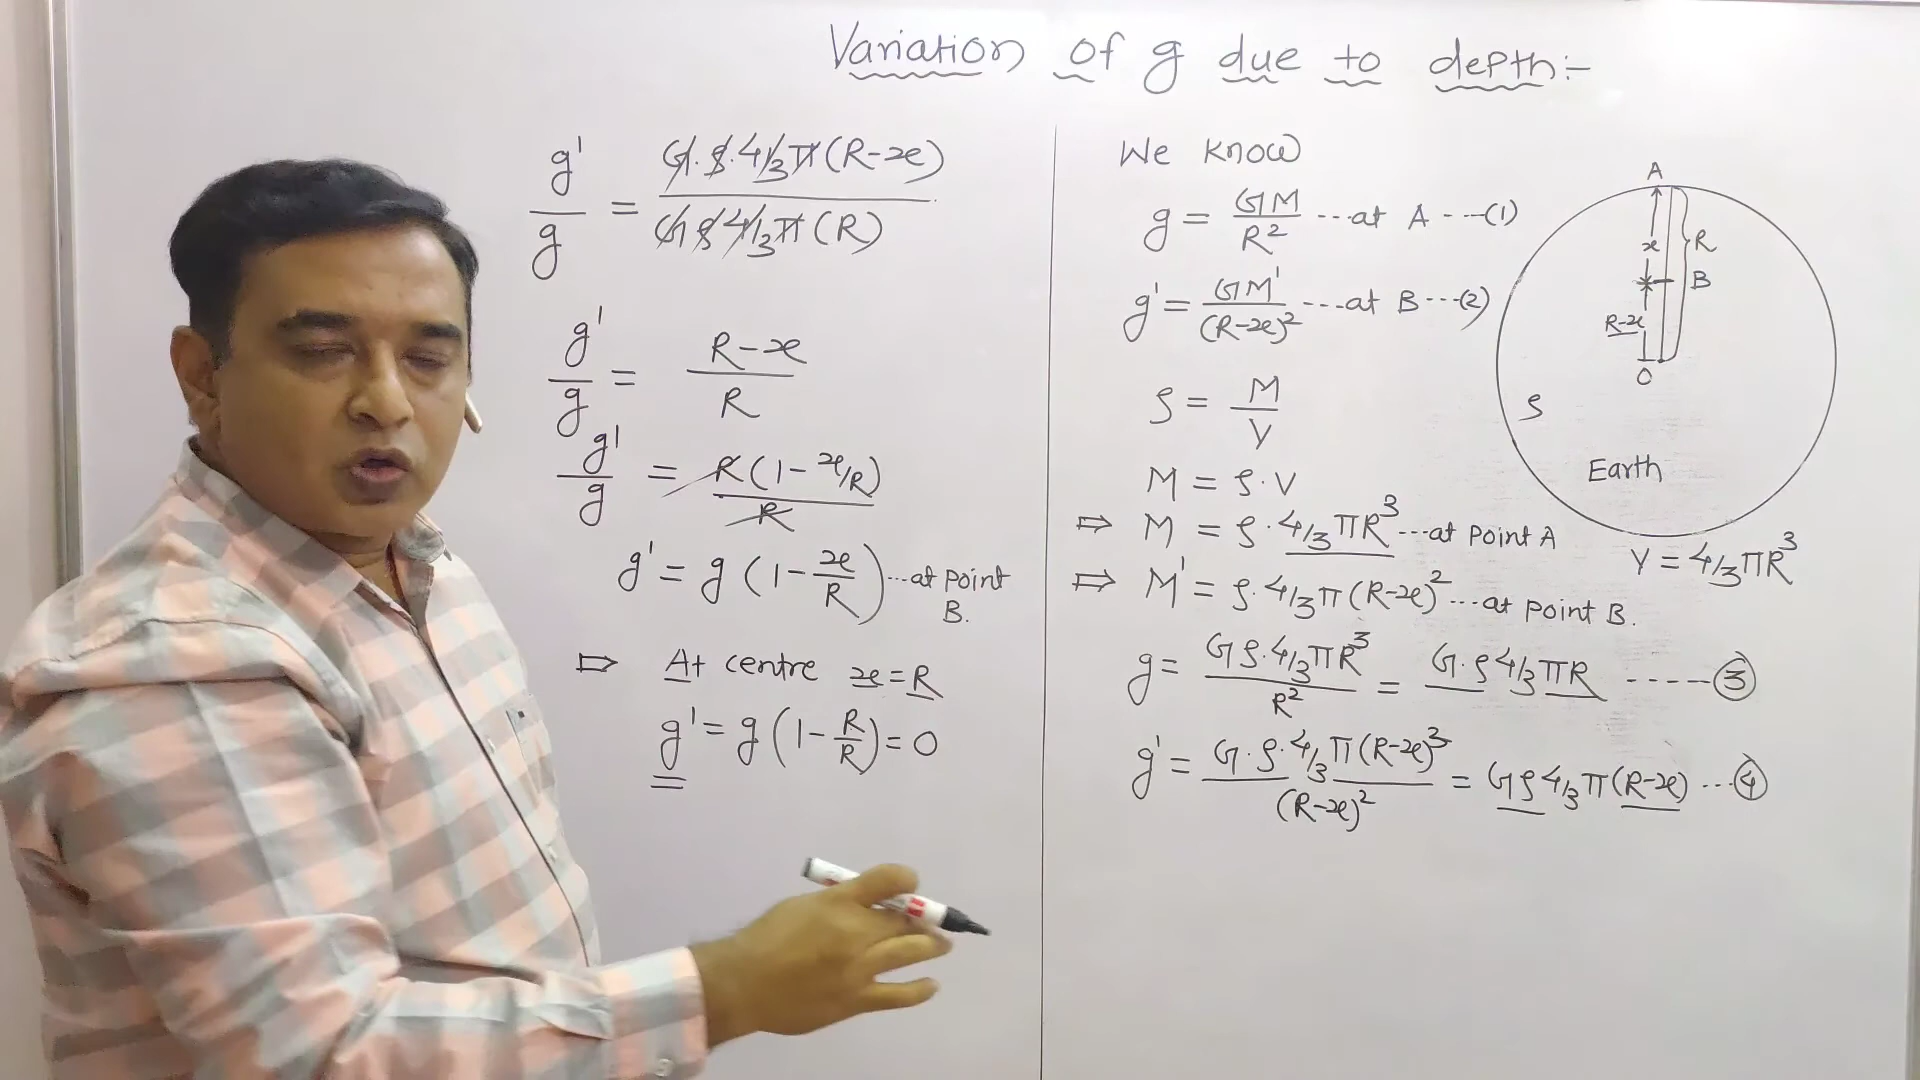 Variation of g due to depth:-
g'/g = G.ρ.4/3π(R-x) / Gρ4/3π(R)
g'/g = R-x / R
g'/g = R(1-x/R) / R
g' = g(1-x/R) ...at point B.
⇒ At centre x=R
g' = g(1-R/R) = 0
We know
g = GM/R² ...at A ---(1)
g' = GM'/(R-x)² ---at B ---(2)
ρ = M/V
M = ρ.V
⇒ M = ρ.4/3πR³ ---at point A
⇒ M' = ρ.4/3π(R-x)² ...at point B.
g = Gρ.4/3πR³ / R² = G.ρ4/3πR -----③
g' = G.ρ.4/3π(R-x)³ / (R-x)² = Gρ4/3π(R-x) ...④
A
x
R
B
R-x
O
ρ
Earth
V = 4/3πR³